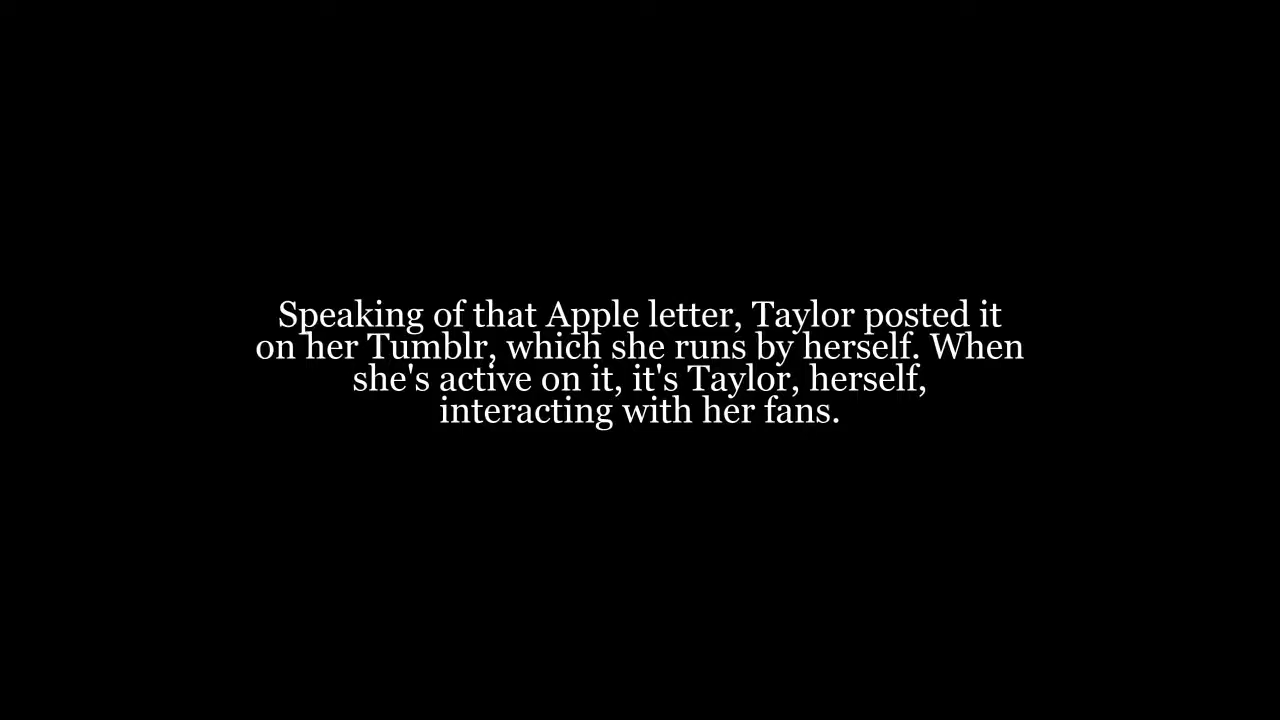 Speaking of that Apple letter, Taylor posted it
on her Tumblr, which she runs by herself. When
she's active on it, it's Taylor, herself,
interacting with her fans.